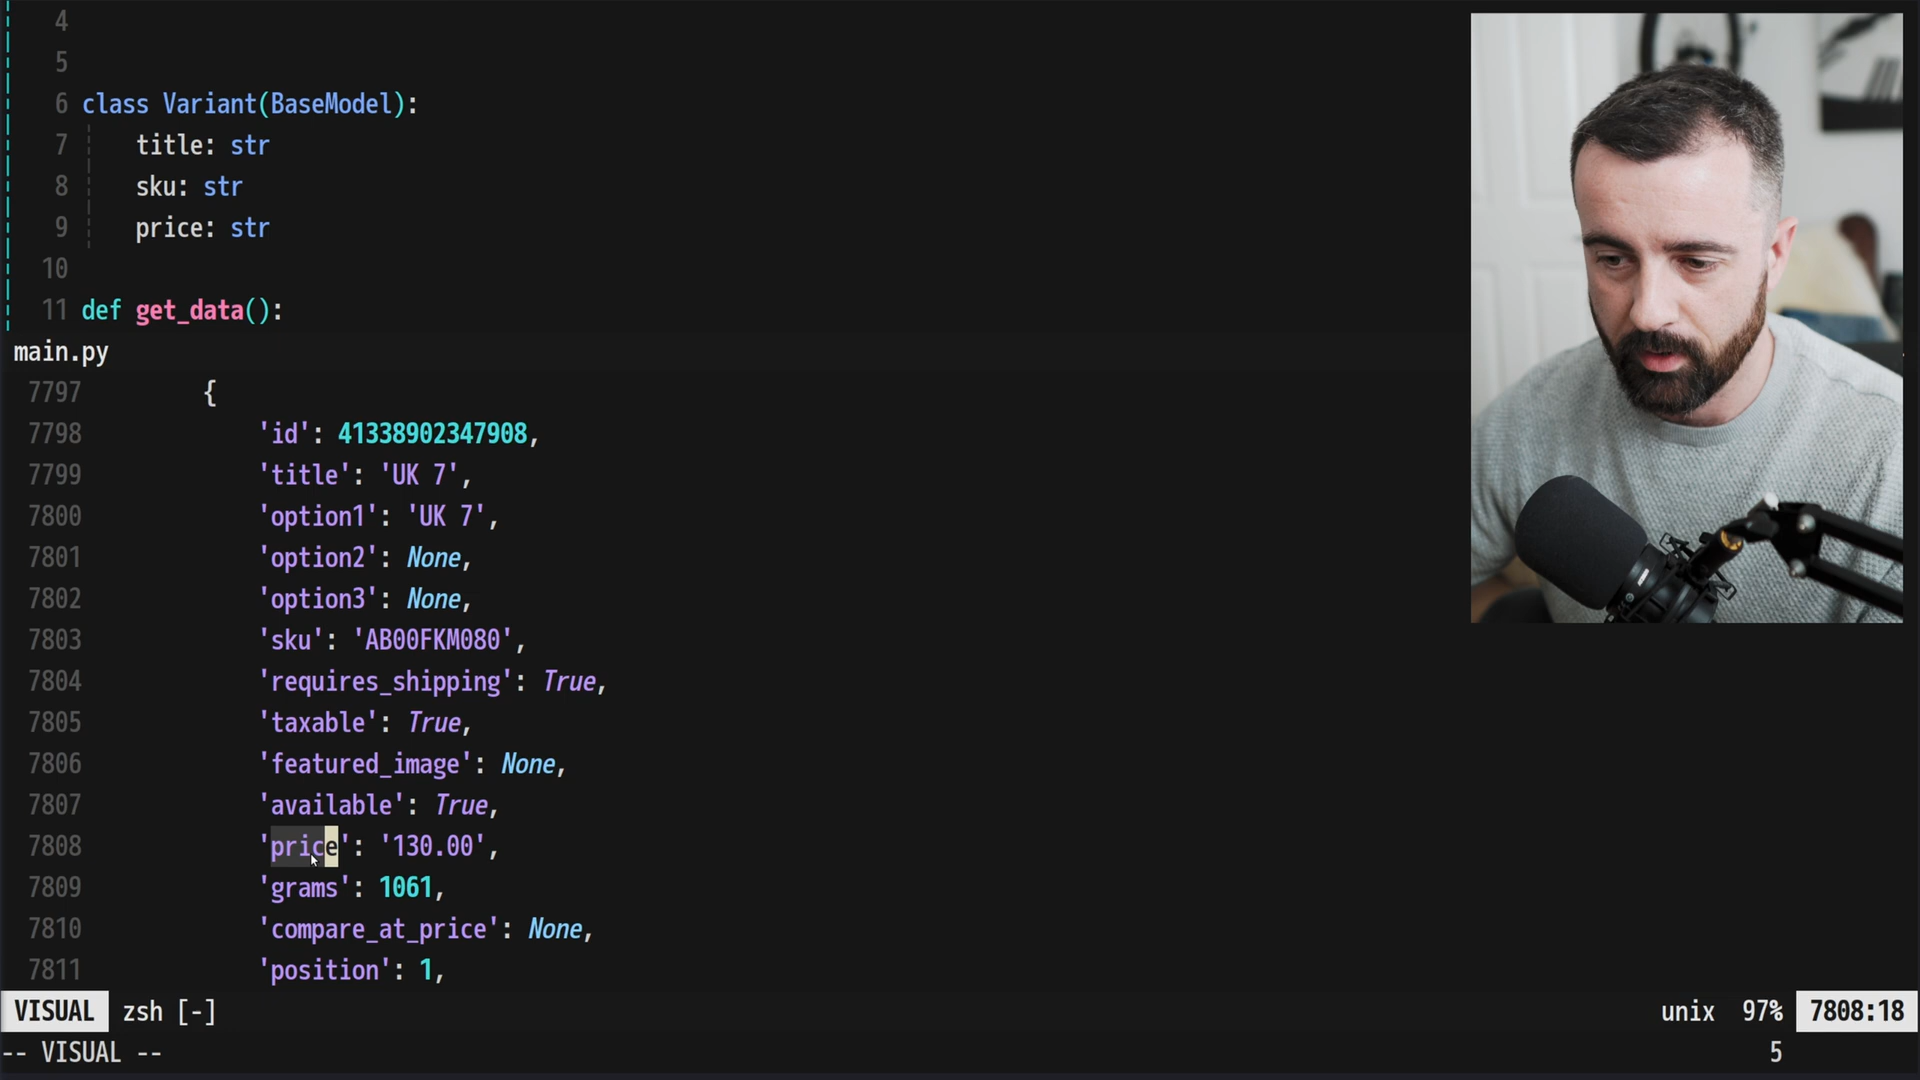 4
5
6 class Variant(BaseModel):
7 title: str
8 sku: str
9 price: str
10
11 def get_data():
main.py
7797 {
7798 'id': 41338902347908,
7799 'title': 'UK 7',
7800 'option1': 'UK 7',
7801 'option2': None,
7802 'option3': None,
7803 'sku': 'AB00FKM080',
7804 'requires_shipping': True,
7805 'taxable': True,
7806 'featured_image': None,
7807 'available': True,
7808 'price': '130.00',
7809 'grams': 1061,
7810 'compare_at_price': None,
7811 'position': 1,
VISUAL zsh [-] unix 97% 7808:18
-- VISUAL -- 5